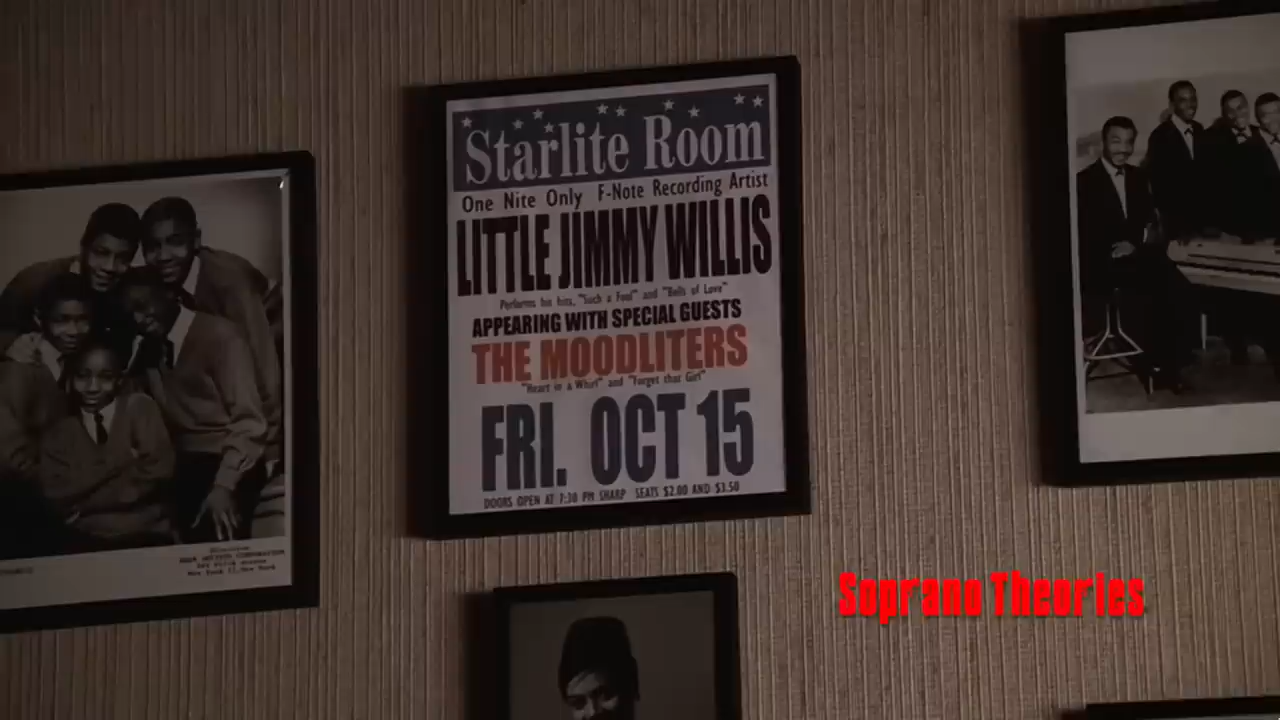 Starlite Room
One Nite Only F-Note Recording Artist
LITTLE JIMMY WILLIS
Performs his hits, "Such a Fool" and "Bells of Love"
APPEARING WITH SPECIAL GUESTS
THE MOODLITERS
"Heart in a Whirl" and "Forget that Girl"
FRI. OCT 15
DOORS OPEN AT 7:30 PM SHARP SEATS $2.00 AND $3.50
New York
Soprano Theories